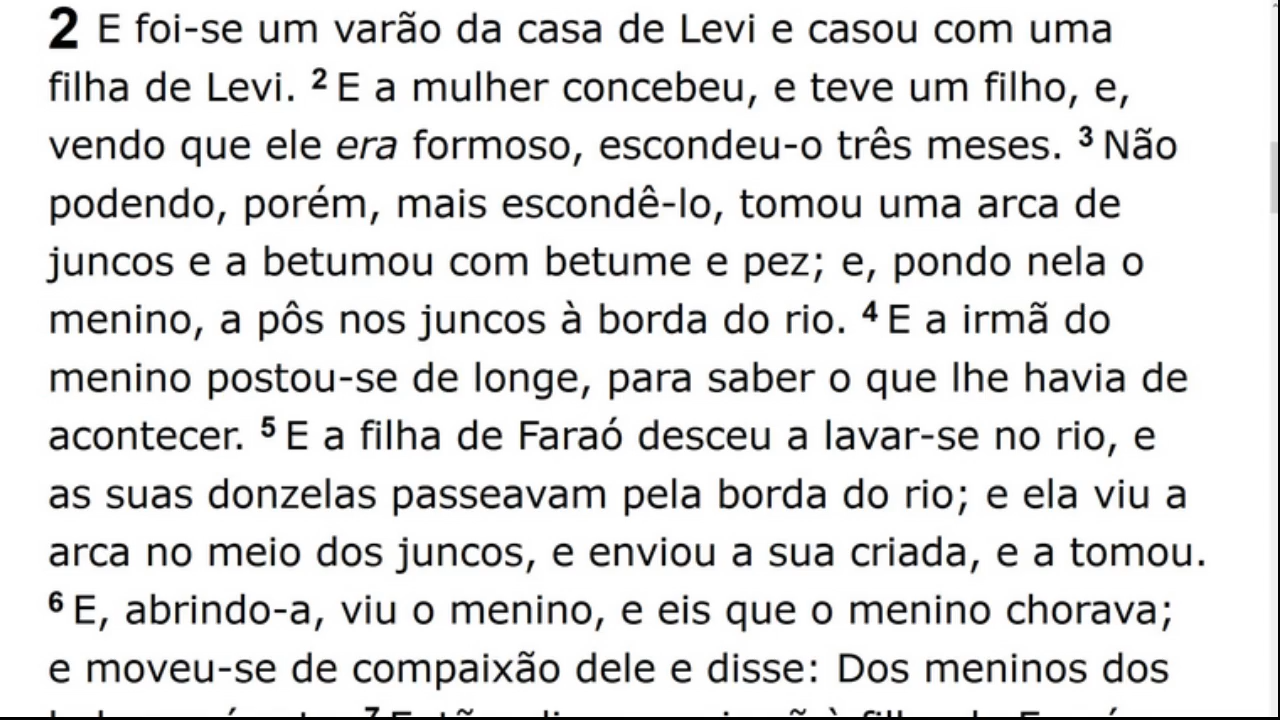 2 E foi-se um varão da casa de Levi e casou com uma
filha de Levi. 2 E a mulher concebeu, e teve um filho, e,
vendo que ele era formoso, escondeu-o três meses. 3 Não
podendo, porém, mais escondê-lo, tomou uma arca de
juncos e a betumou com betume e pez; e, pondo nela o
menino, a pôs nos juncos à borda do rio. 4 E a irmã do
menino postou-se de longe, para saber o que lhe havia de
acontecer. 5 E a filha de Faraó desceu a lavar-se no rio, e
as suas donzelas passeavam pela borda do rio; e ela viu a
arca no meio dos juncos, e enviou a sua criada, e a tomou.
6 E, abrindo-a, viu o menino, e eis que o menino chorava;
e moveu-se de compaixão dele e disse: Dos meninos dos